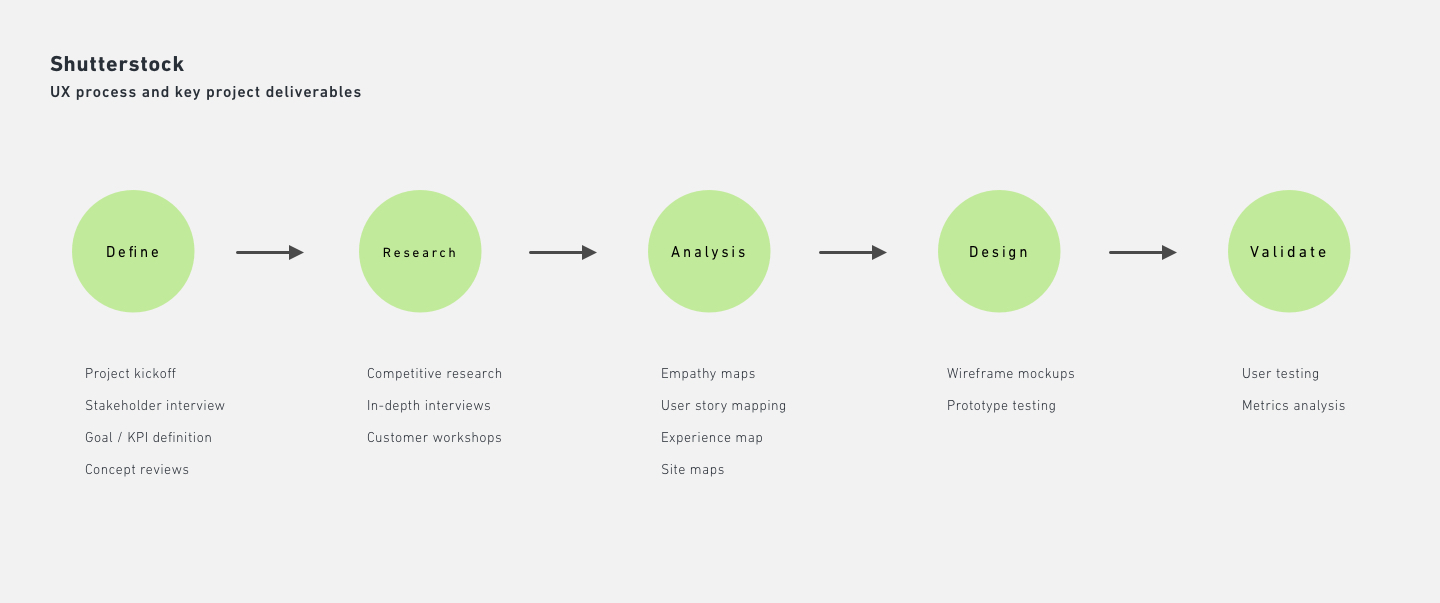 Shutterstock
UX process and key project deliverables
Define
Research
Analysis
Design
Validate
Project kickoff
Stakeholder interview
Goal / KPI definition
Concept reviews
Competitive research
In-depth interviews
Customer workshops
Empathy maps
User story mapping
Experience map
Site maps
Wireframe mockups
Prototype testing
User testing
Metrics analysis